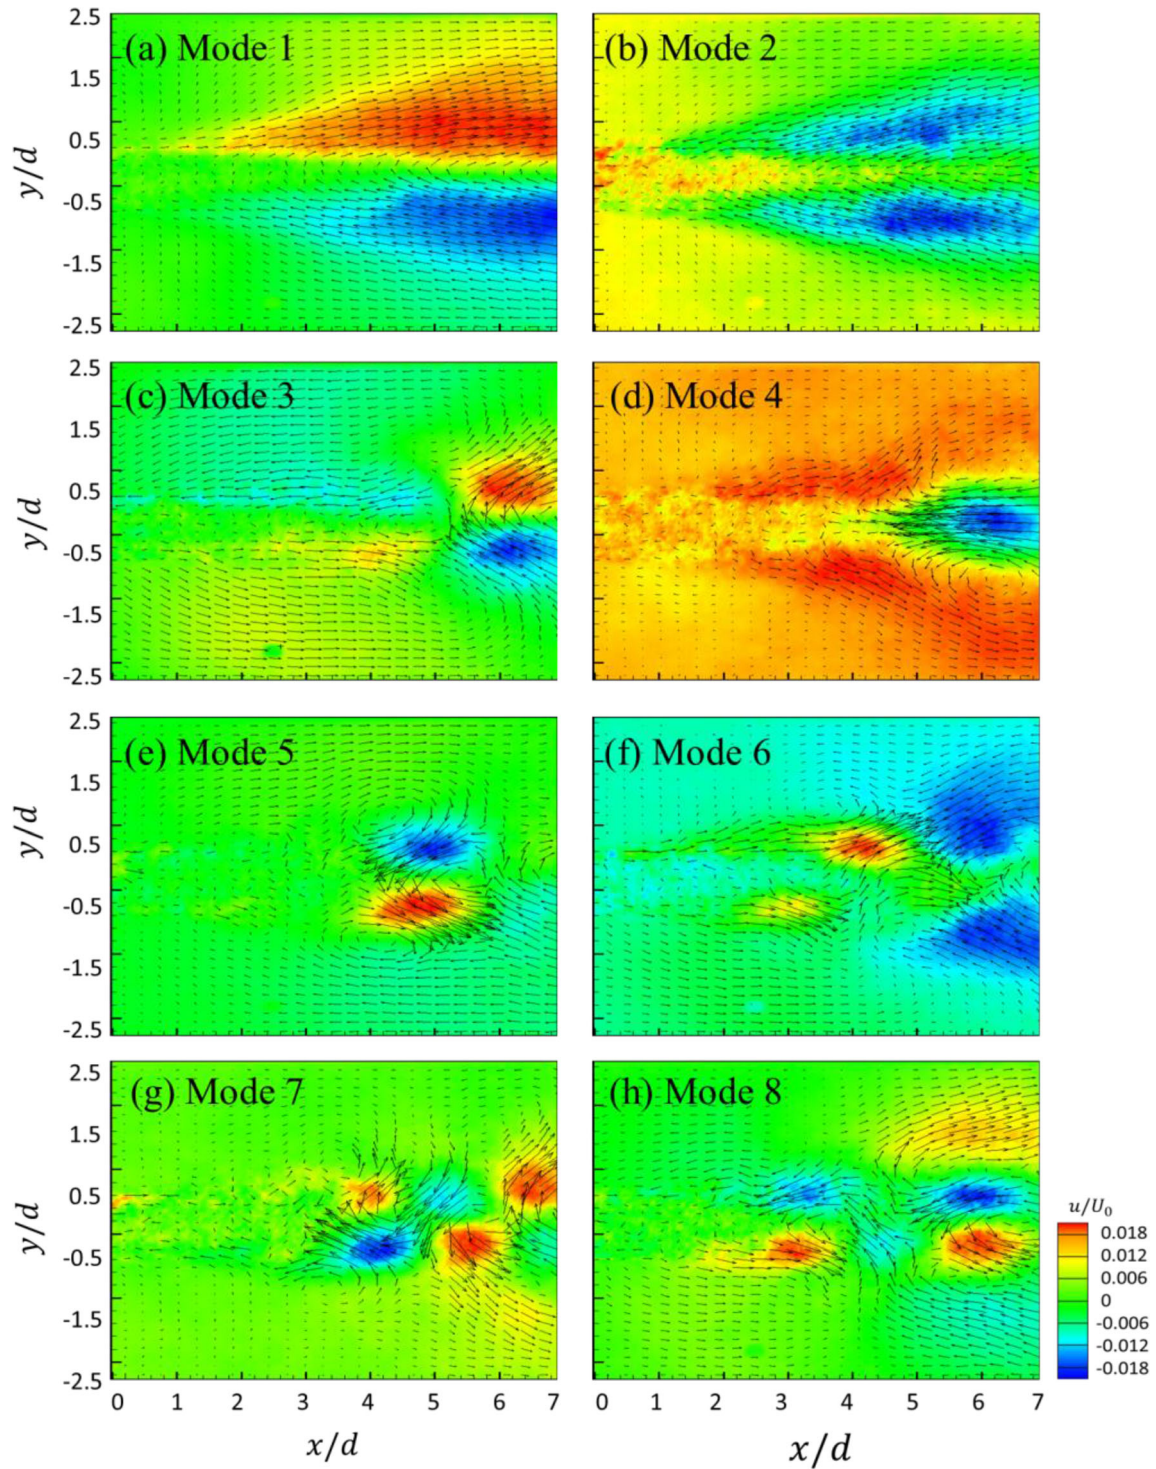 2.5
(a) Mode 1
(b) Mode 2
1.5
0.5
y/d
-0.5
-1.5
-2.5
2.5
(c) Mode 3
(d) Mode 4
1.5
0.5
y/d
-0.5
-1.5
-2.5
2.5
(e) Mode 5
(f) Mode 6
1.5
0.5
y/d
-0.5
-1.5
-2.5
2.5
(g) Mode 7
(h) Mode 8
1.5
0.5
y/d
-0.5
-1.5
-2.5
u/U₀
0.018
0.012
0.006
0
-0.006
-0.012
-0.018
0 1 2 3 4 5 6 7
0 1 2 3 4 5 6 7
x/d
x/d